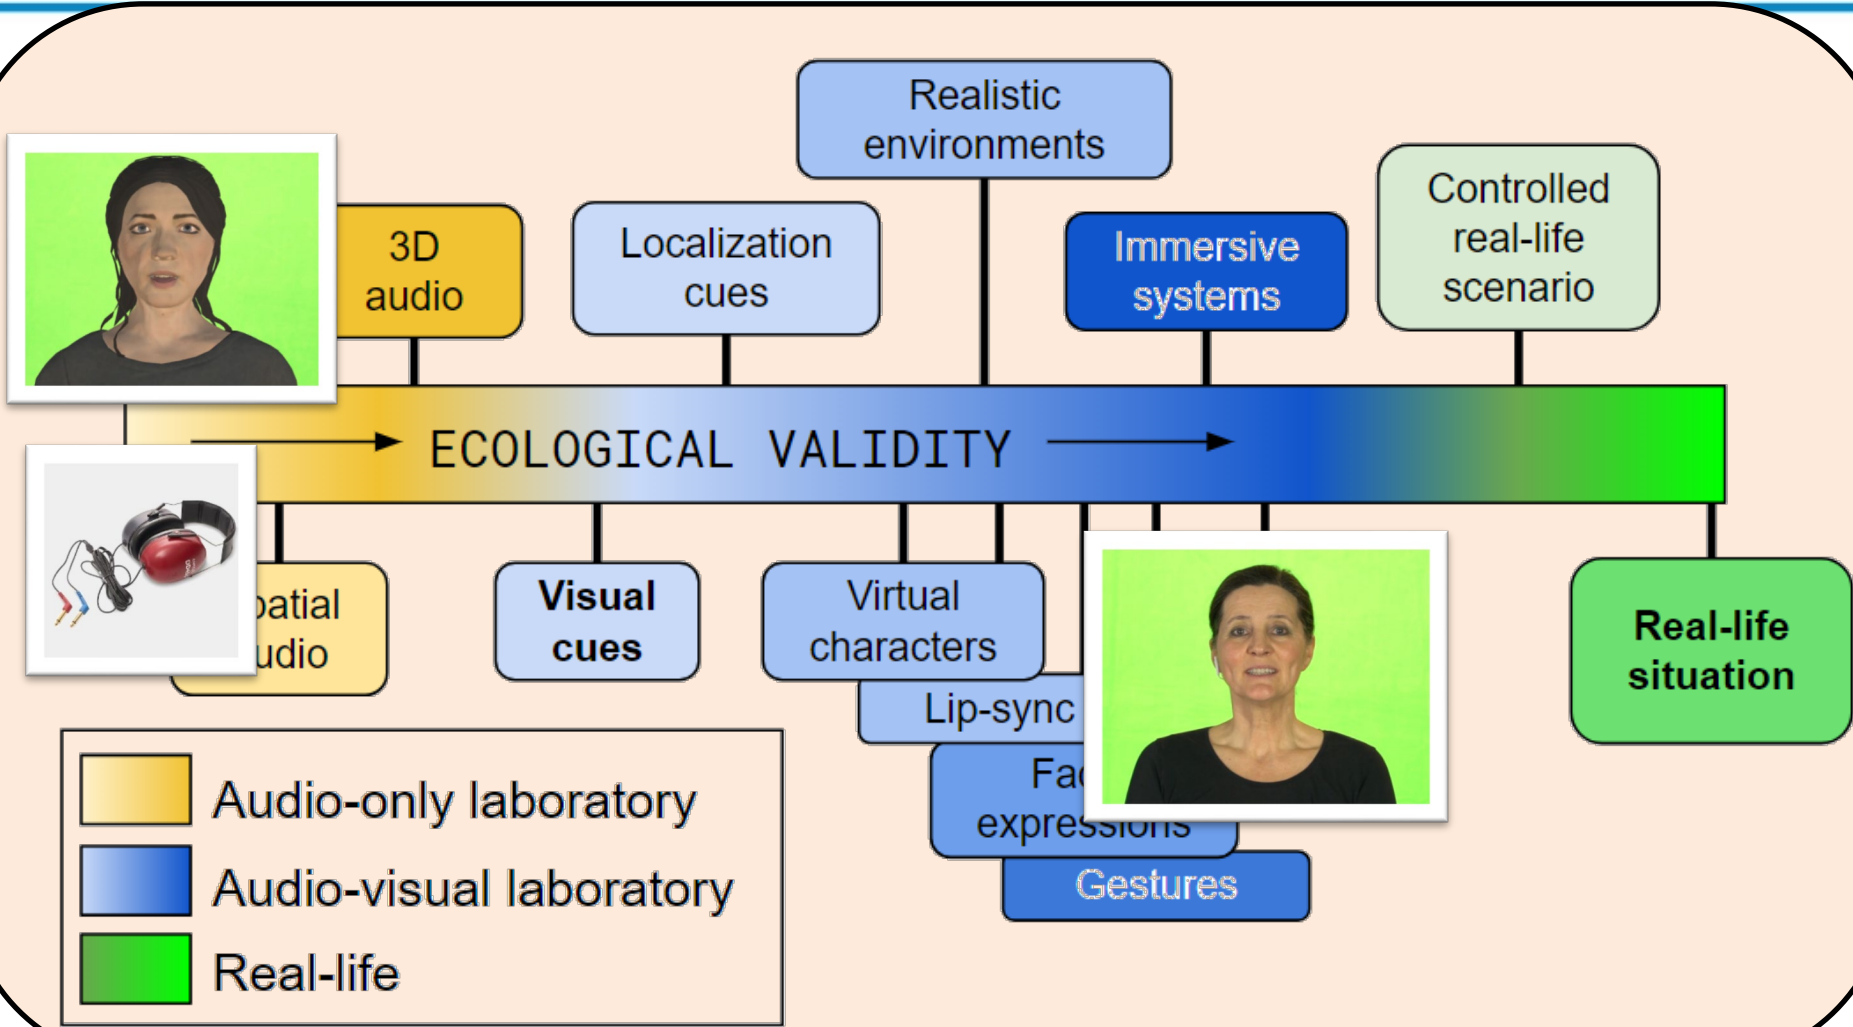 Realistic
environments
Controlled
real-life
scenario
3D
audio
Localization
cues
Immersive
systems
ECOLOGICAL VALIDITY
Visual
cues
Virtual
characters
Lip-sync
expressions
Gestures
Real-life
situation
Audio-only laboratory
Audio-visual laboratory
Real-life